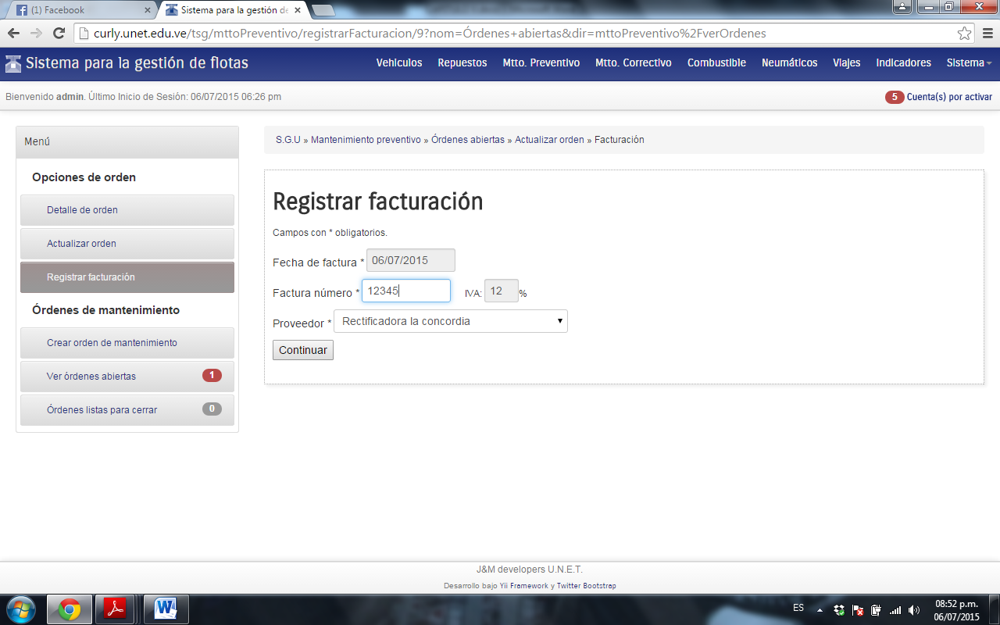 (1) Facebook
Sistema para la gestión de
curly.unet.edu.ve/tsg/mttoPreventivo/registrarFacturacion/9?nom=Órdenes+abiertas&dir=mttoPreventivo%2FverOrdenes
Sistema para la gestión de flotas
Vehiculos Repuestos Mtto. Preventivo Mtto. Correctivo Combustible Neumáticos Viajes Indicadores Sistema
Bienvenido admin. Último Inicio de Sesión: 06/07/2015 06:26 pm
5 Cuenta(s) por activar
Menú
Opciones de orden
Detalle de orden
Actualizar orden
Registrar facturación
Órdenes de mantenimiento
Crear orden de mantenimiento
Ver órdenes abiertas 1
Órdenes listas para cerrar 0
S.G.U » Mantenimiento preventivo » Órdenes abiertas » Actualizar orden » Facturación
Registrar facturación
Campos con * obligatorios.
Fecha de factura * 06/07/2015
Factura número * 12345 IVA: 12 %
Proveedor * Rectificadora la concordia
Continuar
J&M developers U.N.E.T.
Desarrollo bajo Yii Framework y Twitter Bootstrap
ES
08:52 p.m.
06/07/2015